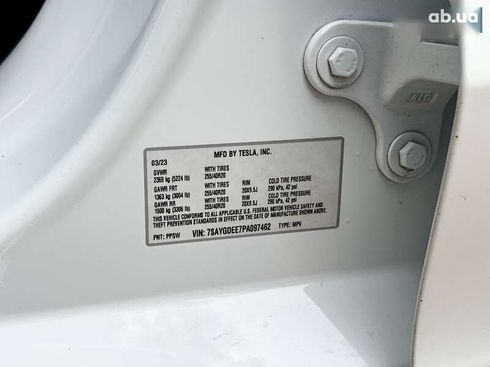 ab.ua
REG
MFD BY TESLA, INC.
03/23
GVWR WITH TIRES
2369 kg (5224 lb) 255/40R20
GAWR FRT WITH TIRES RIM COLD TIRE PRESSURE
1363 kg (3004 lb) 255/40R20 20X9.5J 290 kPa, 42 psi
GAWR RR WITH TIRES RIM COLD TIRE PRESSURE
1500 kg (3306 lb) 255/40R20 20X9.5J 290 kPa, 42 psi
THIS VEHICLE CONFORMS TO ALL APPLICABLE U.S. FEDERAL MOTOR VEHICLE SAFETY AND
THEFT PREVENTION STANDARDS IN EFFECT ON THE DATE OF MANUFACTURE SHOWN ABOVE.
PNT: PPSW VIN: 7SAYGDEE7PA097462 TYPE: MPV